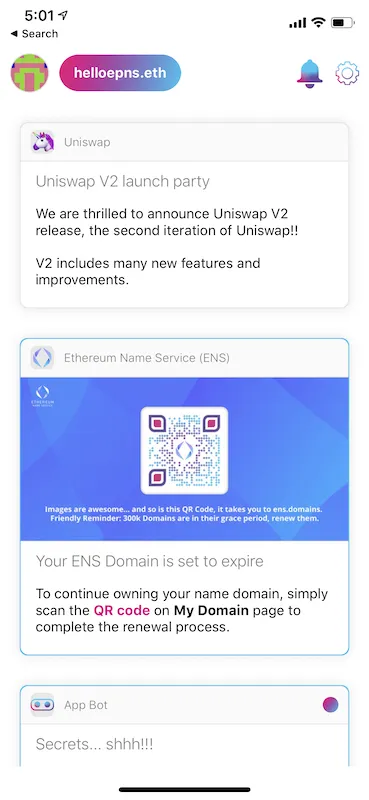 5:01
Search
helloepns.eth
Uniswap
Uniswap V2 launch party
We are thrilled to announce Uniswap V2
release, the second iteration of Uniswap!!
V2 includes many new features and
improvements.
Ethereum Name Service (ENS)
ETHEREUM
Images are awesome... and so is this QR Code, it takes you to ens.domains.
Friendly Reminder: 300k Domains are in their grace period, renew them.
Your ENS Domain is set to expire
To continue owning your name domain, simply
scan the QR code on My Domain page to
complete the renewal process.
App Bot
Secrets... shhh!!!